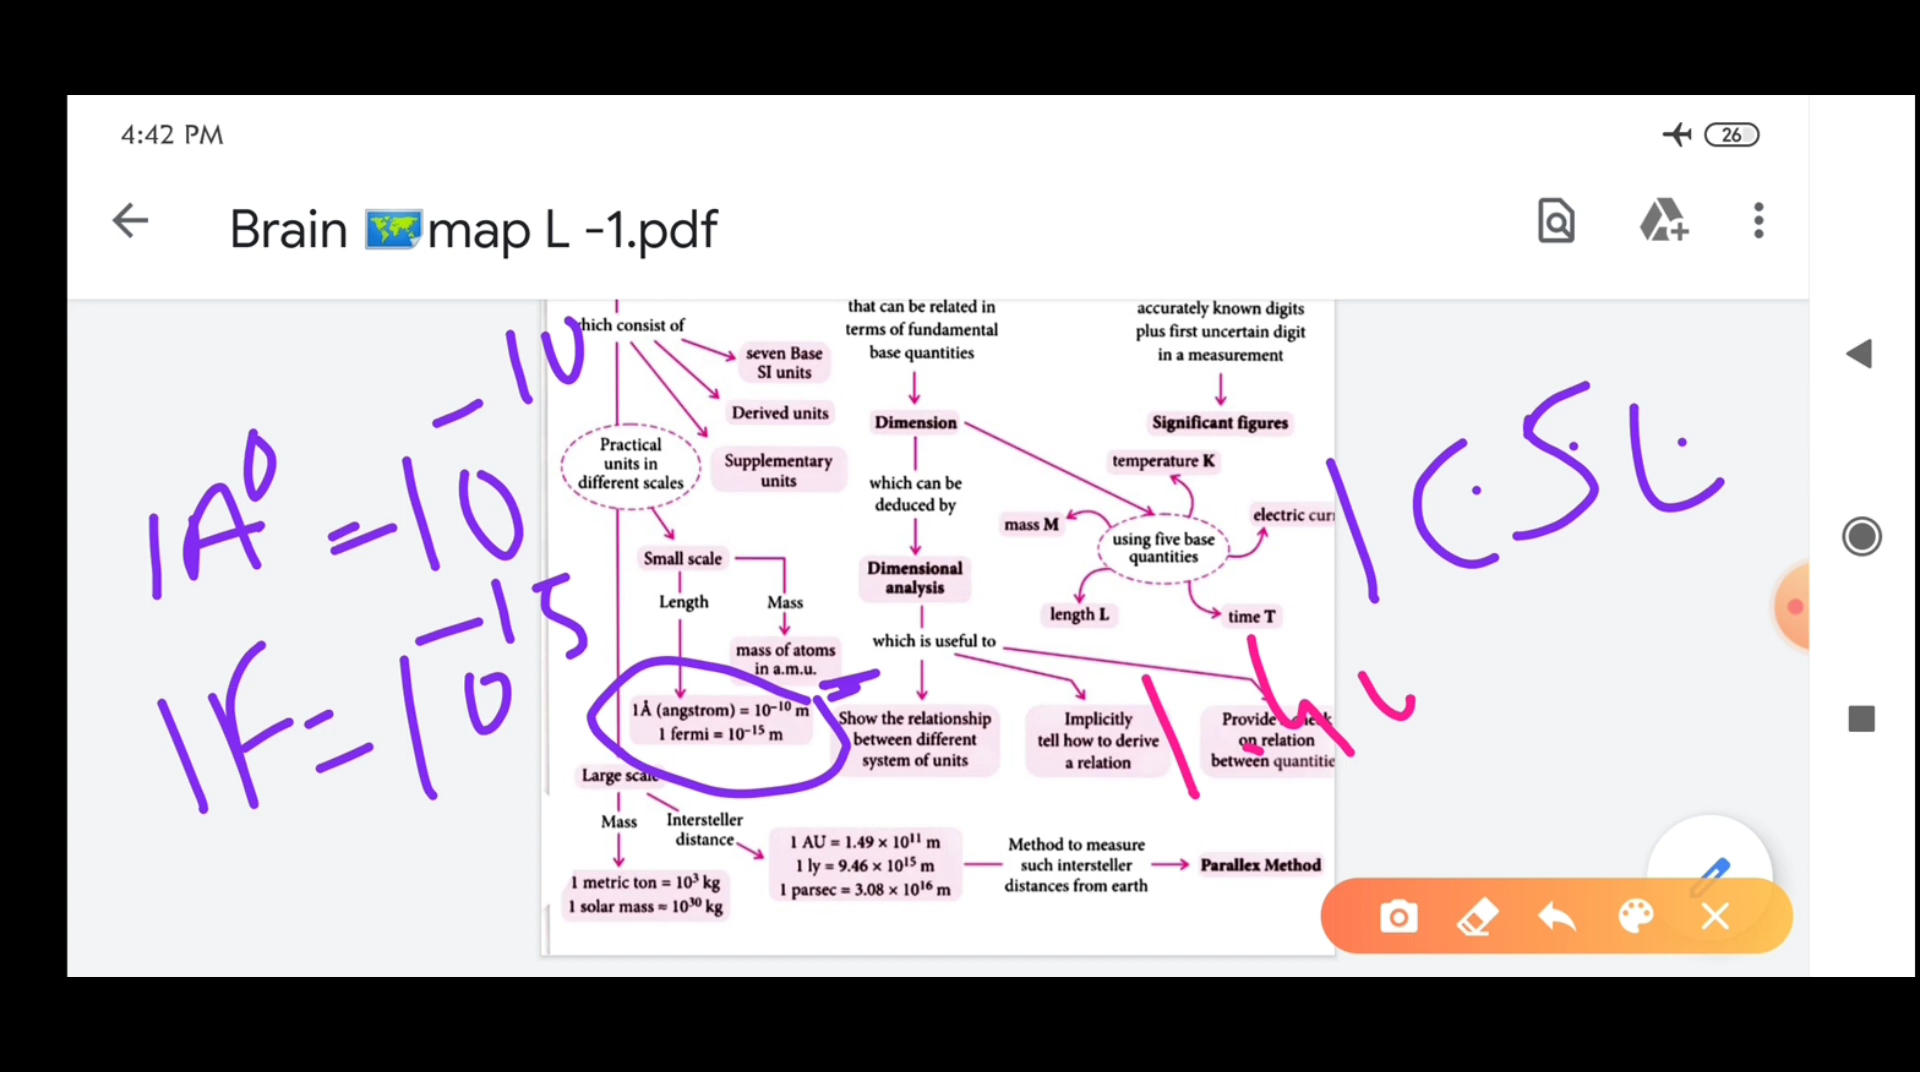 4:42 PM
26
Brain 🗺️map L -1.pdf
which consist of
seven Base
SI units
Derived units
Supplementary
units
Practical
units in
different scales
Small scale
Length
Mass
mass of atoms
in a.m.u.
1Å (angstrom) = 10⁻¹⁰ m
1 fermi = 10⁻¹⁵ m
Large scale
Mass
Intersteller
distance
1 metric ton = 10³ kg
1 solar mass ≈ 10³⁰ kg
1 AU = 1.49 × 10¹¹ m
1 ly = 9.46 × 10¹⁵ m
1 parsec = 3.08 × 10¹⁶ m
Method to measure
such intersteller
distances from earth
Parallex Method
that can be related in
terms of fundamental
base quantities
Dimension
which can be
deduced by
Dimensional
analysis
which is useful to
Show the relationship
between different
system of units
Implicitly
tell how to derive
a relation
Provide
on relation
between quantitie
accurately known digits
plus first uncertain digit
in a measurement
Significant figures
temperature K
mass M
electric curr
using five base
quantities
length L
time T
1A⁰ = 10⁻¹⁰
1F = 10⁻¹⁵
1 C.S.L.